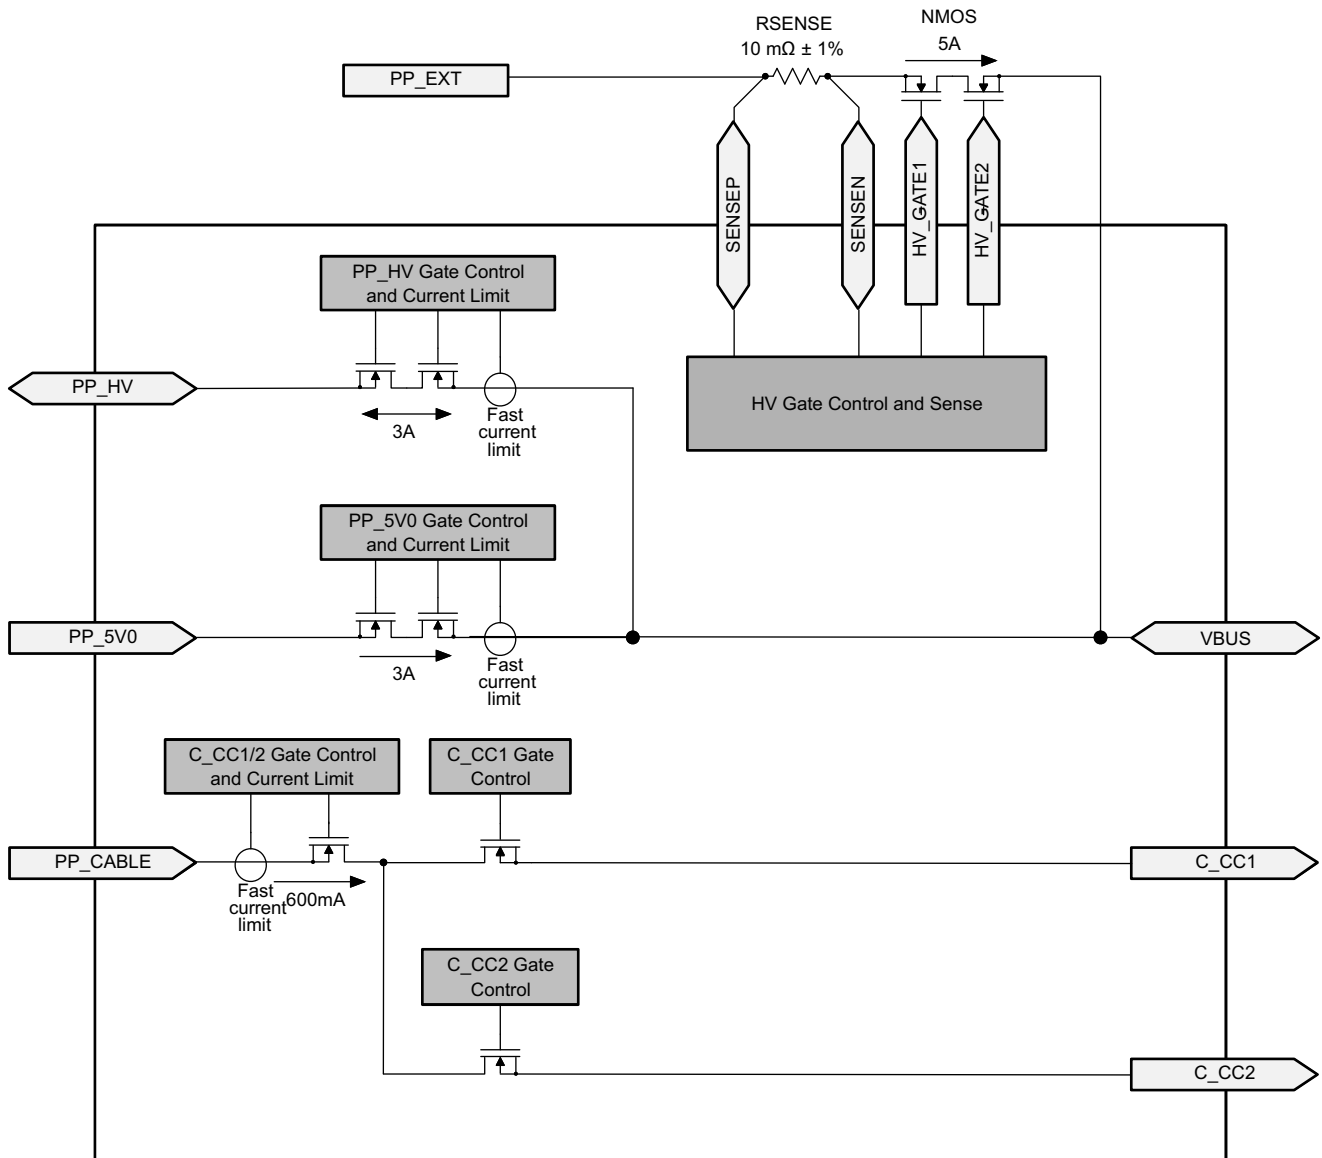 RSENSE
10 mΩ ± 1%
NMOS
5A
PP_EXT
SENSEP
SENSEN
HV_GATE1
HV_GATE2
PP_HV Gate Control
and Current Limit
PP_HV
3A
Fast
current
limit
HV Gate Control and Sense
PP_5V0 Gate Control
and Current Limit
PP_5V0
3A
Fast
current
limit
VBUS
C_CC1/2 Gate Control
and Current Limit
C_CC1 Gate
Control
PP_CABLE
Fast
current
limit
600mA
C_CC1
C_CC2 Gate
Control
C_CC2